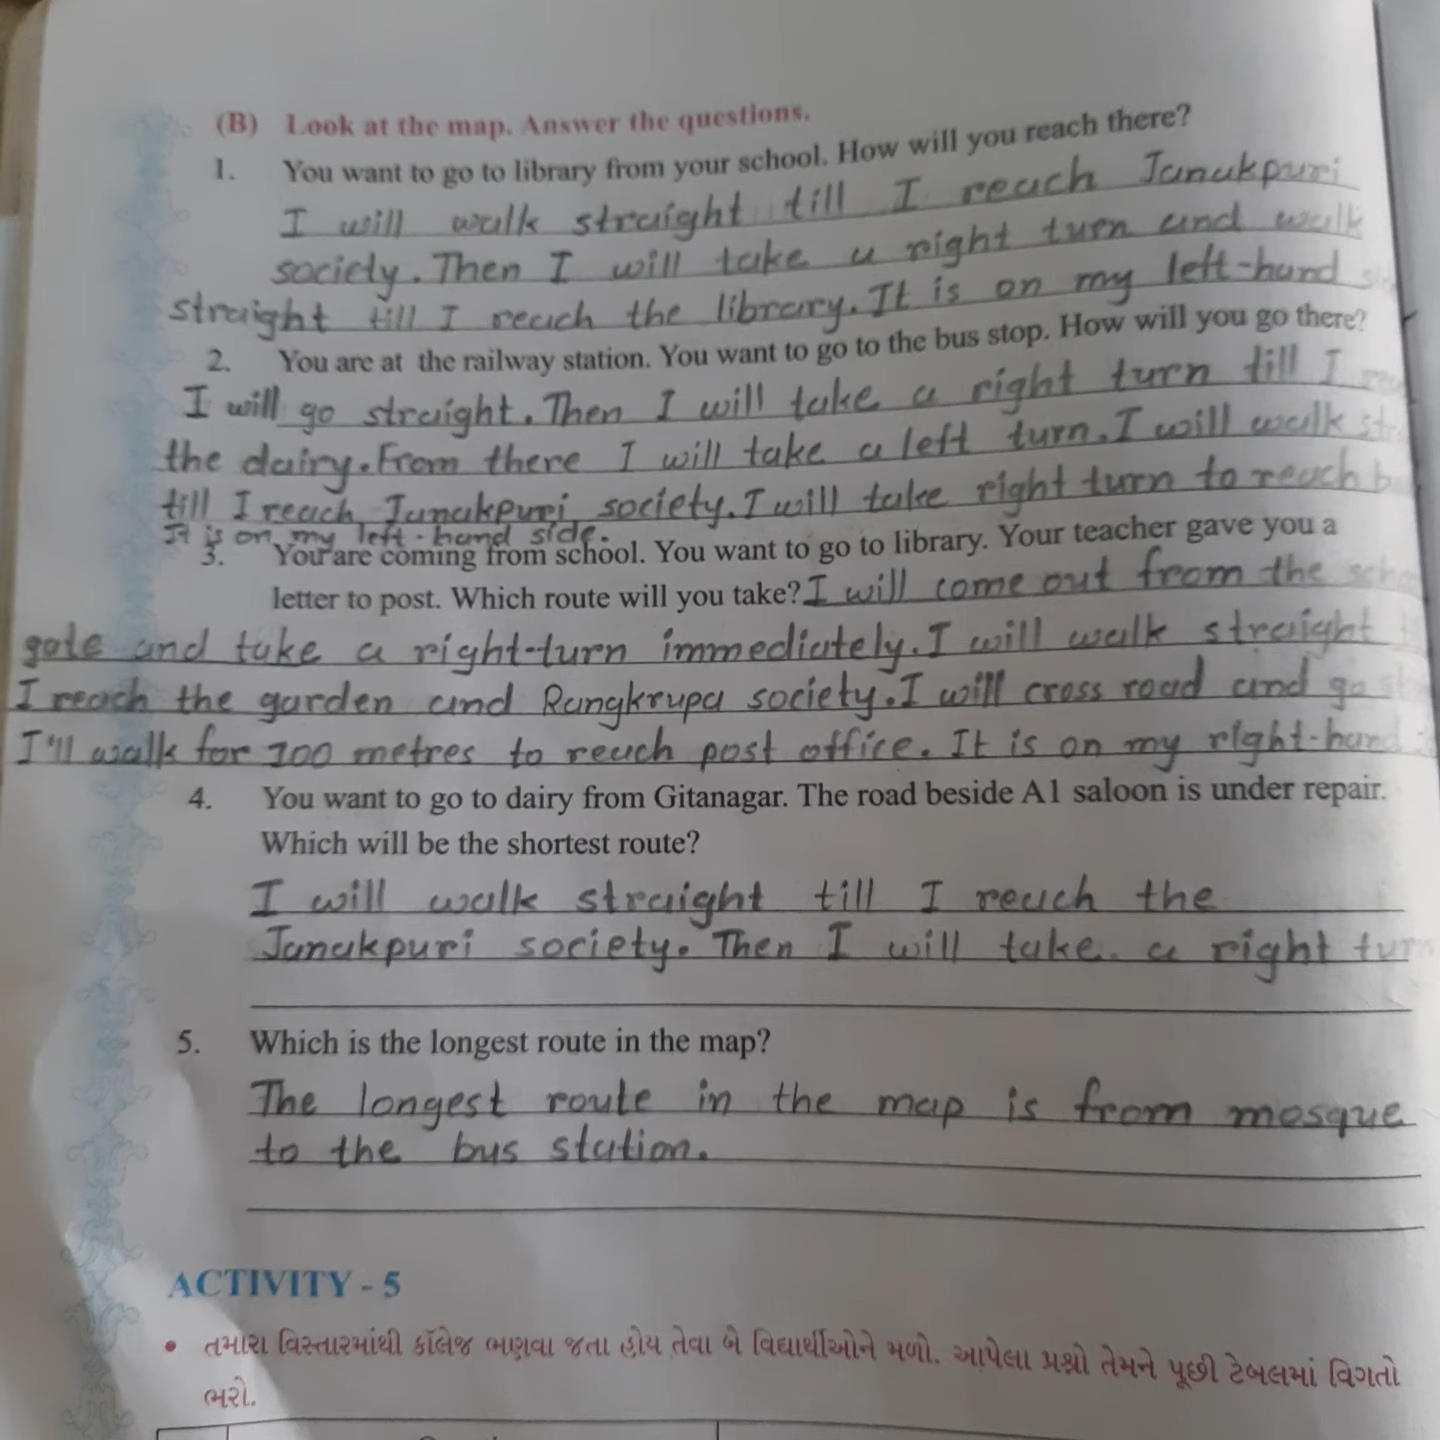 (B) Look at the map. Answer the questions.
1. You want to go to library from your school. How will you reach there?
I will walk straight till I reach Janakpuri
society. Then I will take a right turn and walk
straight till I reach the library. It is on my left-hand
2. You are at the railway station. You want to go to the bus stop. How will you go there?
I will go straight. Then I will take a right turn till I
the dairy. From there I will take a left turn. I will walk
till I reach Janakpuri society. I will take right turn to reach
It is on my left-hand side.
3. You are coming from school. You want to go to library. Your teacher gave you a
letter to post. Which route will you take? I will come out from the
gate and take a right-turn immediately. I will walk straight
I reach the garden and Rangkrupa society. I will cross road and go
I'll walk for 100 metres to reach post office. It is on my right-hand
4. You want to go to dairy from Gitanagar. The road beside A1 saloon is under repair.
Which will be the shortest route?
I will walk straight till I reach the
Janakpuri society. Then I will take a right turn
5. Which is the longest route in the map?
The longest route in the map is from mosque
to the bus station.
ACTIVITY - 5
• તમારા વિસ્તારમાંથી કૉલેજ ભણવા જતા હોય તેવા બે વિદ્યાર્થીઓને મળો. આપેલા પ્રશ્નો તેમને પૂછી ટેબલમાં વિગતો
ભરો.